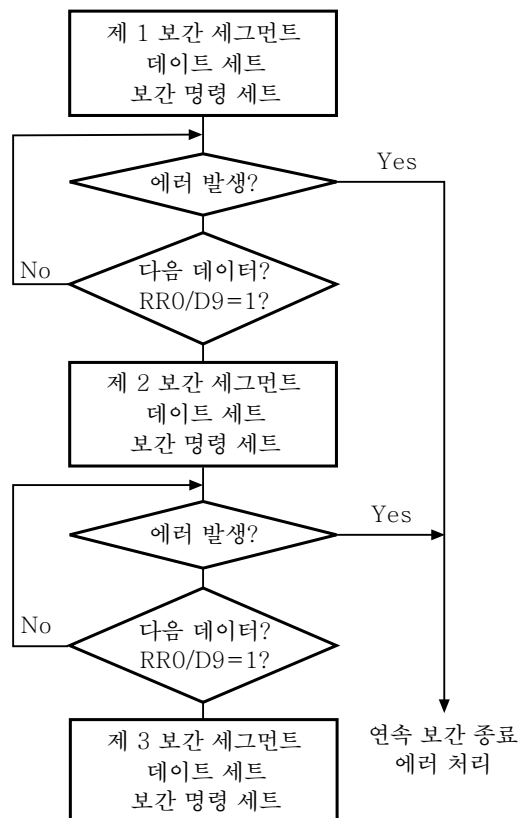 제 1 보간 세그먼트
데이트 세트
보간 명령 세트
에러 발생?
Yes
No
다음 데이터?
RR0/D9=1?
제 2 보간 세그먼트
데이트 세트
보간 명령 세트
에러 발생?
Yes
No
다음 데이터?
RR0/D9=1?
제 3 보간 세그먼트
데이트 세트
보간 명령 세트
연속 보간 종료
에러 처리